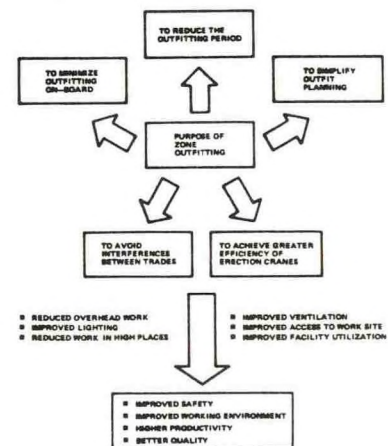 TO REDUCE THE
OUTFITTING PERIOD
TO MINIMIZE
OUTFITTING
ON-BOARD
TO SIMPLIFY
OUTFIT
PLANNING
PURPOSE OF
ZONE
OUTFITTING
TO AVOID
INTERFERENCES
BETWEEN TRADES
TO ACHIEVE GREATER
EFFICIENCY OF
ERECTION CRANES
■ REDUCED OVERHEAD WORK
■ IMPROVED LIGHTING
■ REDUCED WORK IN HIGH PLACES
■ IMPROVED VENTILATION
■ IMPROVED ACCESS TO WORK SITE
■ IMPROVED FACILITY UTILIZATION
■ IMPROVED SAFETY
■ IMPROVED WORKING ENVIRONMENT
■ HIGHER PRODUCTIVITY
■ BETTER QUALITY